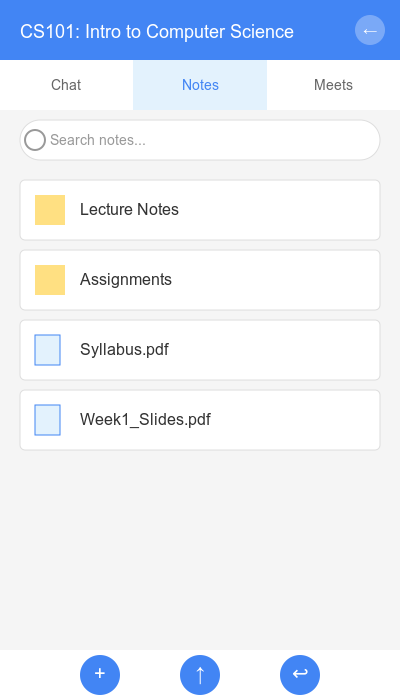 CS101: Intro to Computer Science
←
Chat Notes Meets
Search notes...
Lecture Notes
Assignments
Syllabus.pdf
Week1_Slides.pdf
+ ↑ ↩